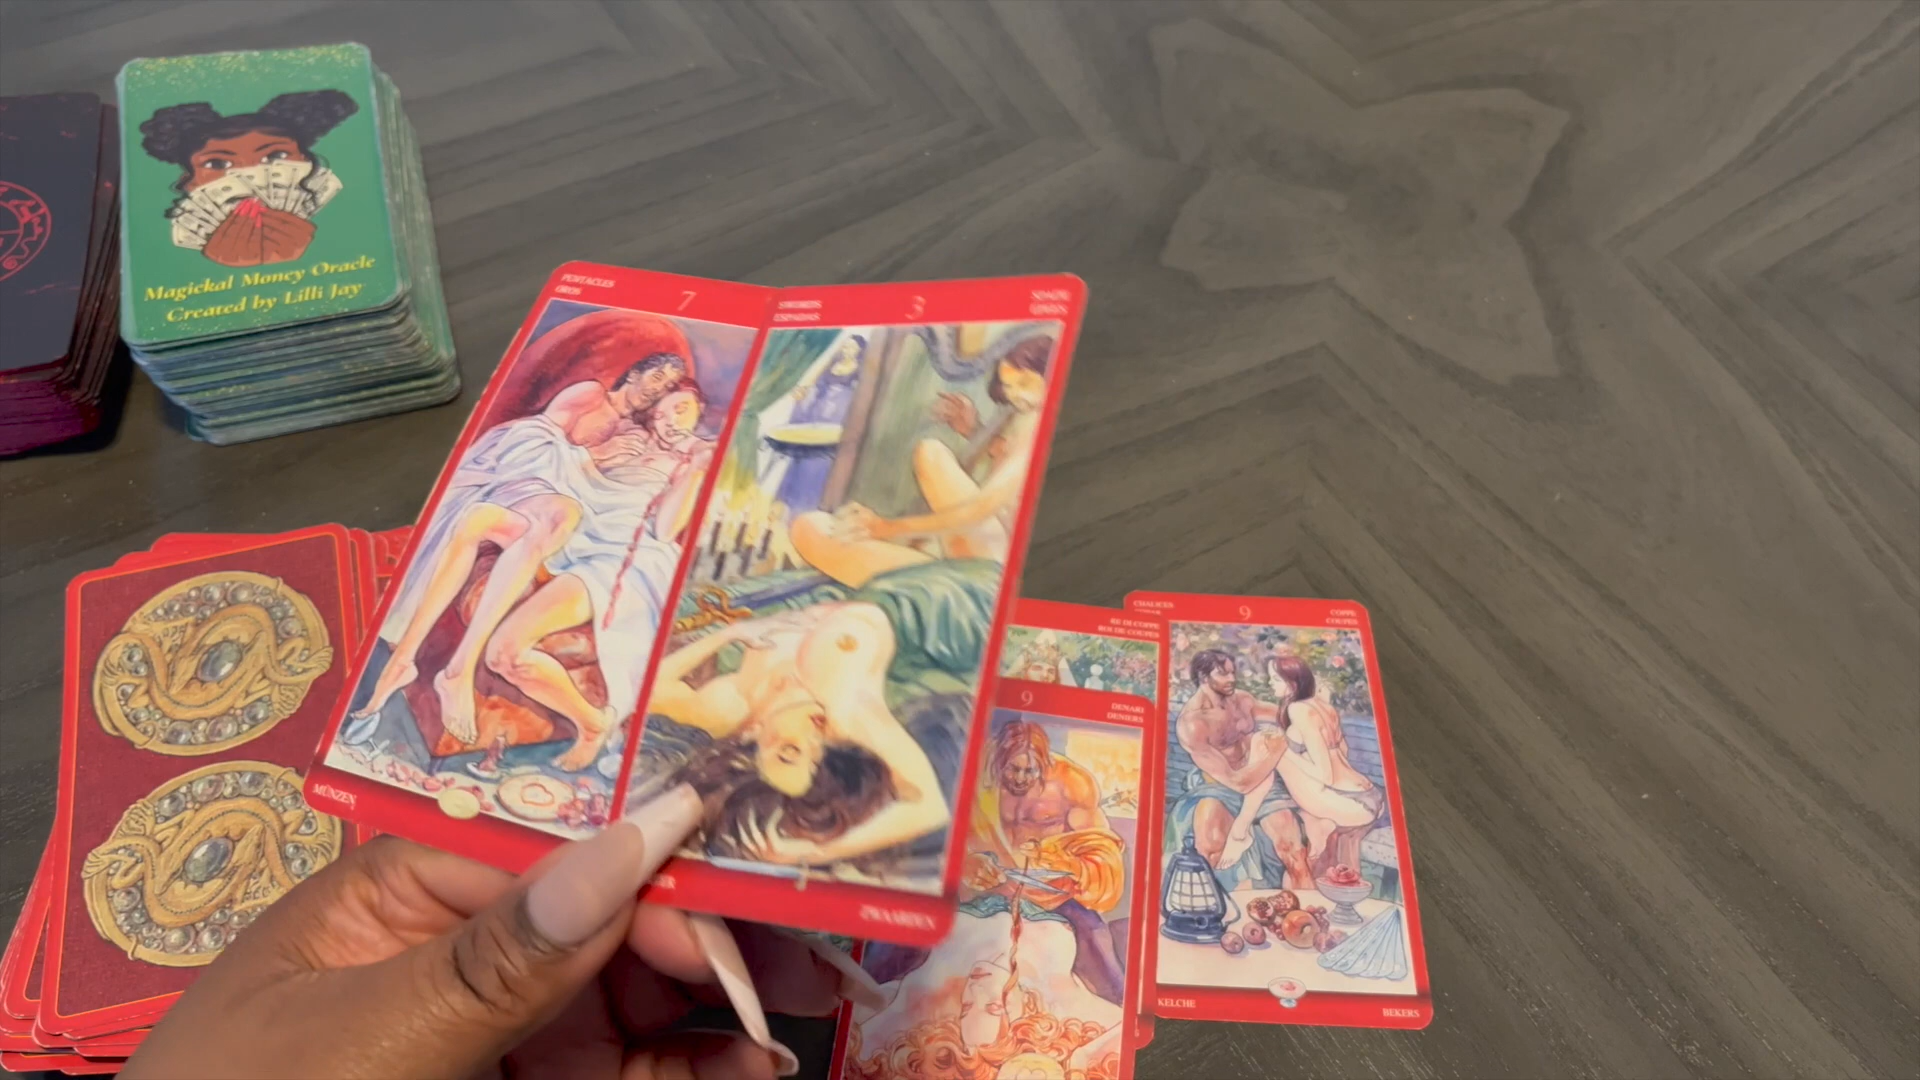 Magickal Money Oracle
Created by Lilli Jay
PENTACLES
OROS
7
MÜNZEN
SWORDS
ESPADAS
3
ZWAARDEN
RE DI COPPE
ROI DE COUPES
9
DENARI
DENIERS
CHALICES
9
COPPE
COUPES
KELCHE
BEKERS